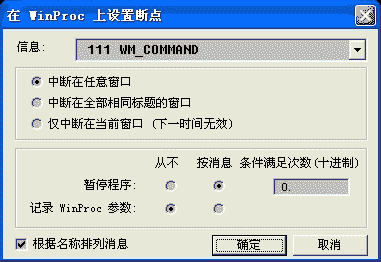 在 WinProc 上设置断点
信息: 111 WM_COMMAND
中断在任意窗口
中断在全部相同标题的窗口
仅中断在当前窗口 (下一时间无效)
从不 按消息 条件满足次数(十进制)
暂停程序: 0.
记录 WinProc 参数:
根据名称排列消息 确定 取消